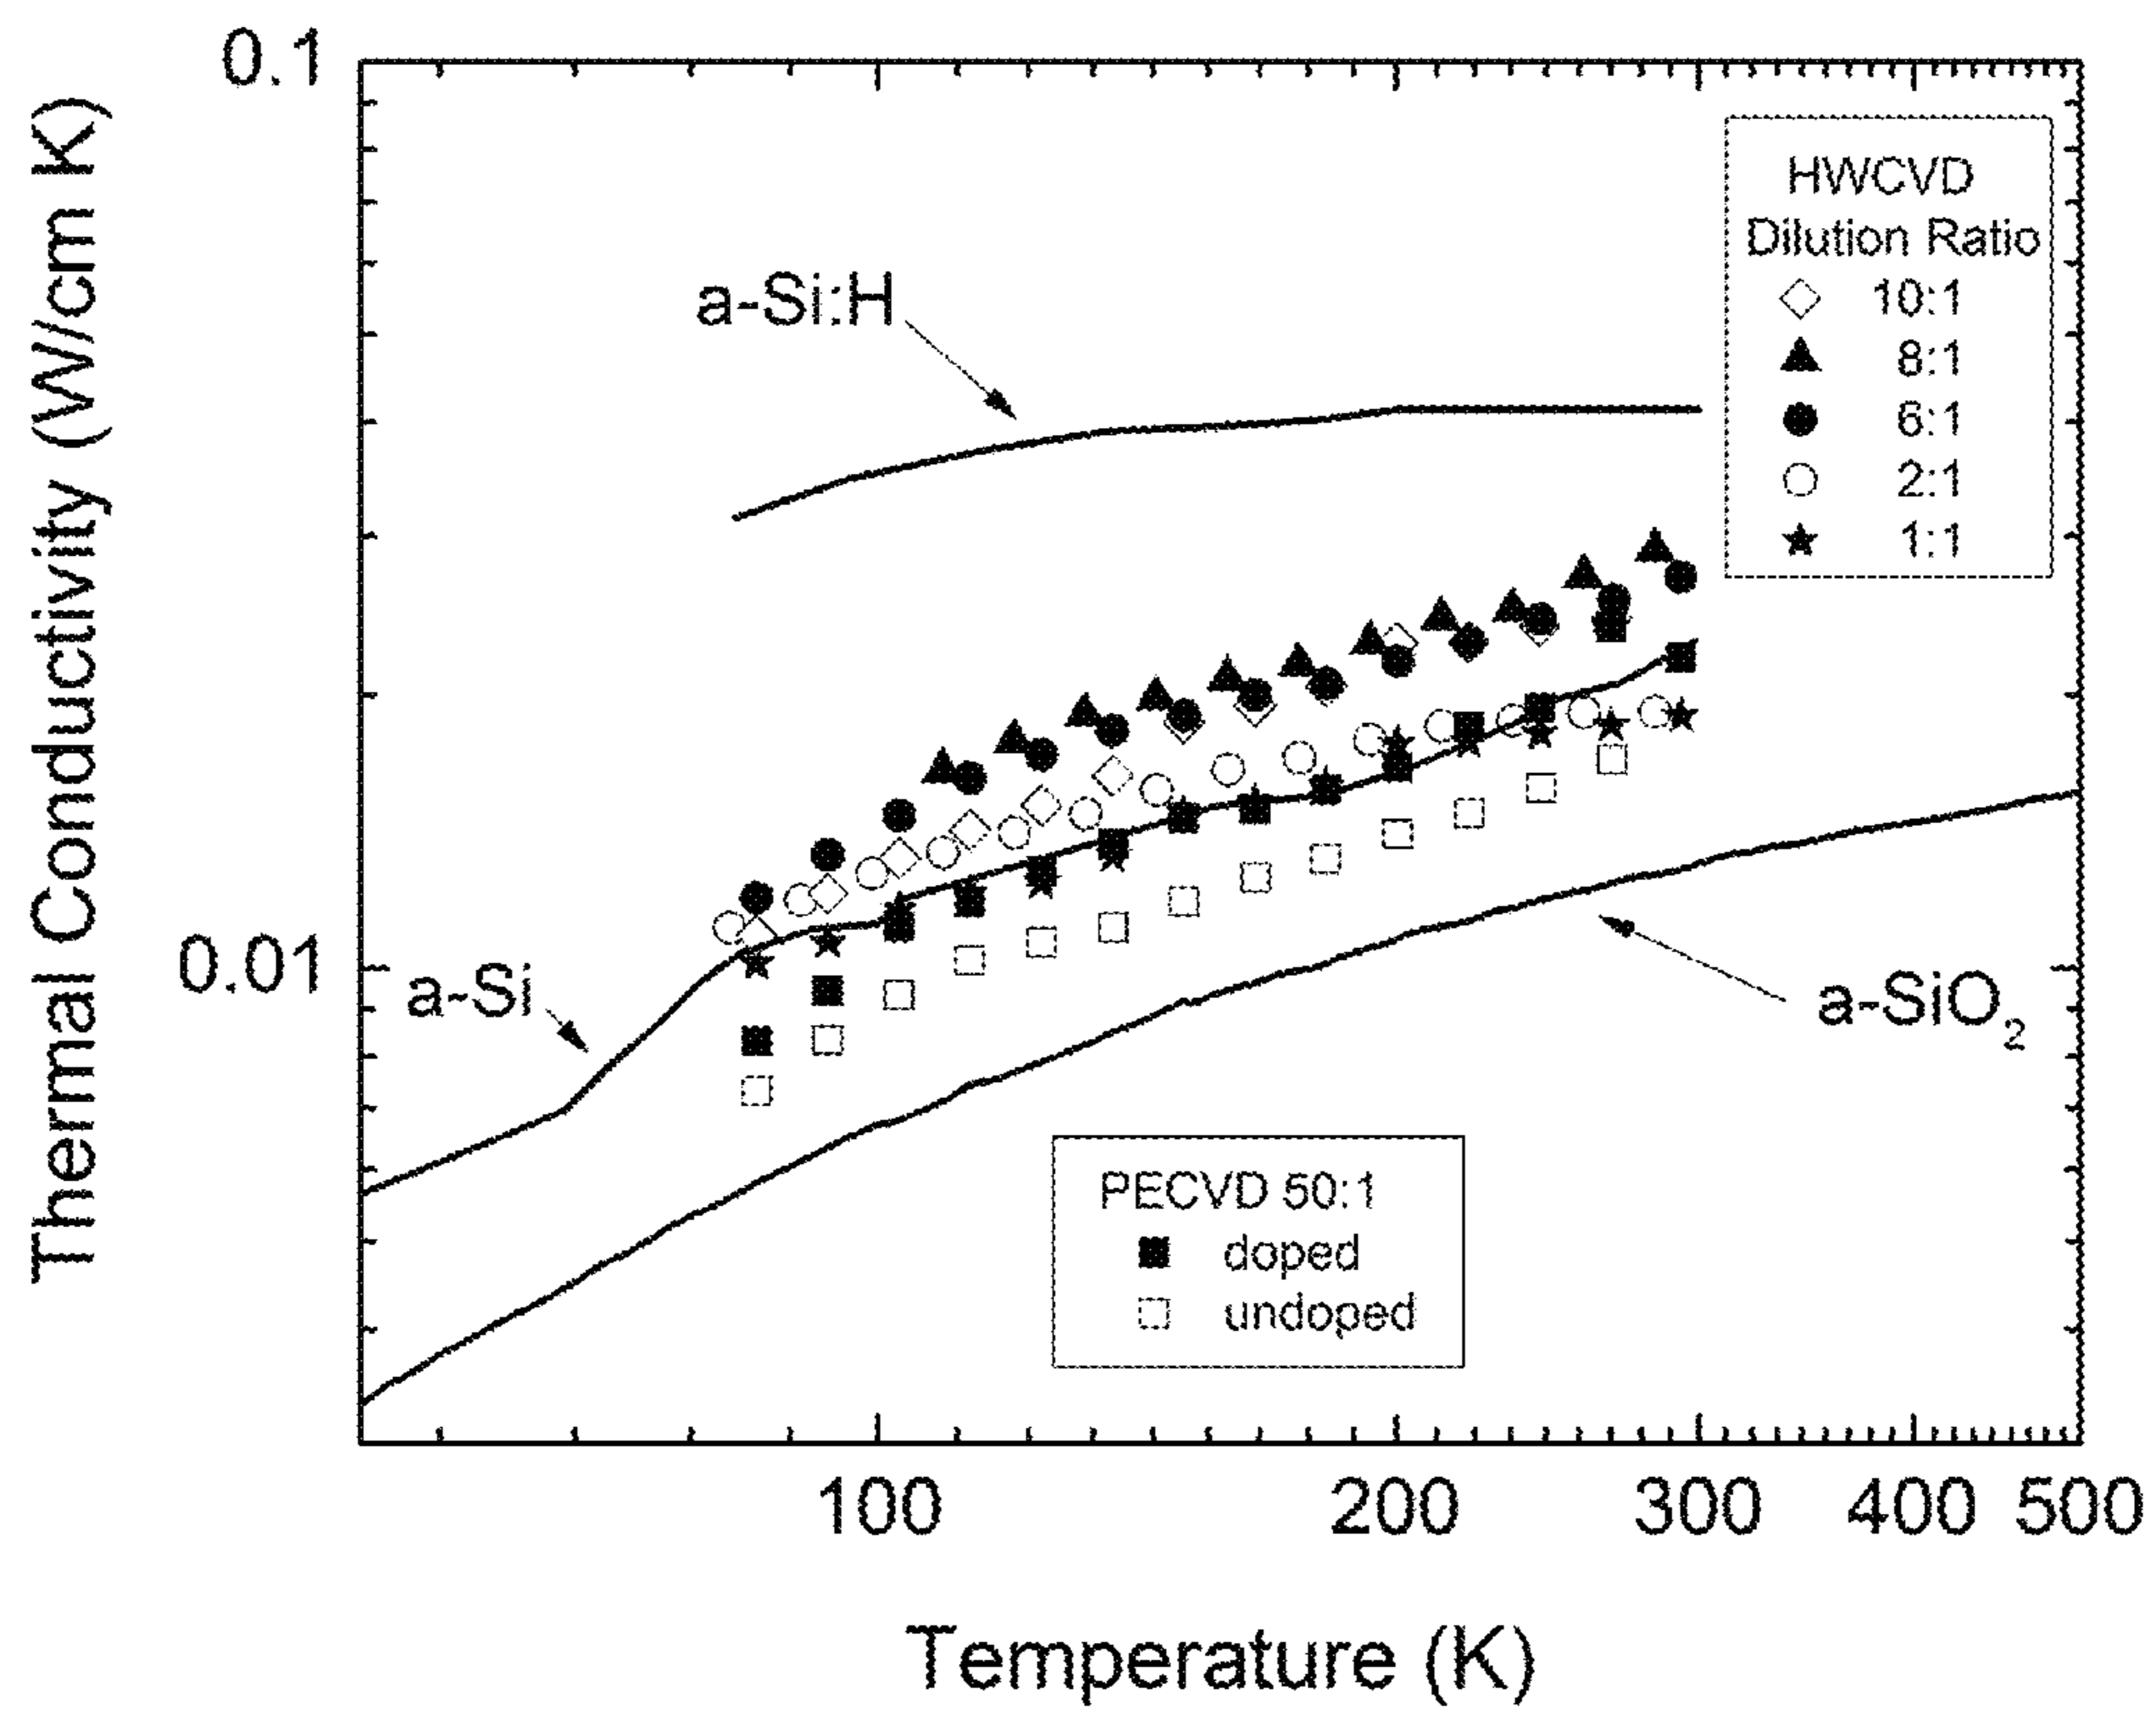 Thermal Conductivity (W/cm K)
0.1
0.01
a-Si:H
a-Si
a-SiO2
HWCVD
Dilution Ratio
10:1
8:1
6:1
2:1
1:1
PECVD 50:1
doped
undoped
100 200 300 400 500
Temperature (K)